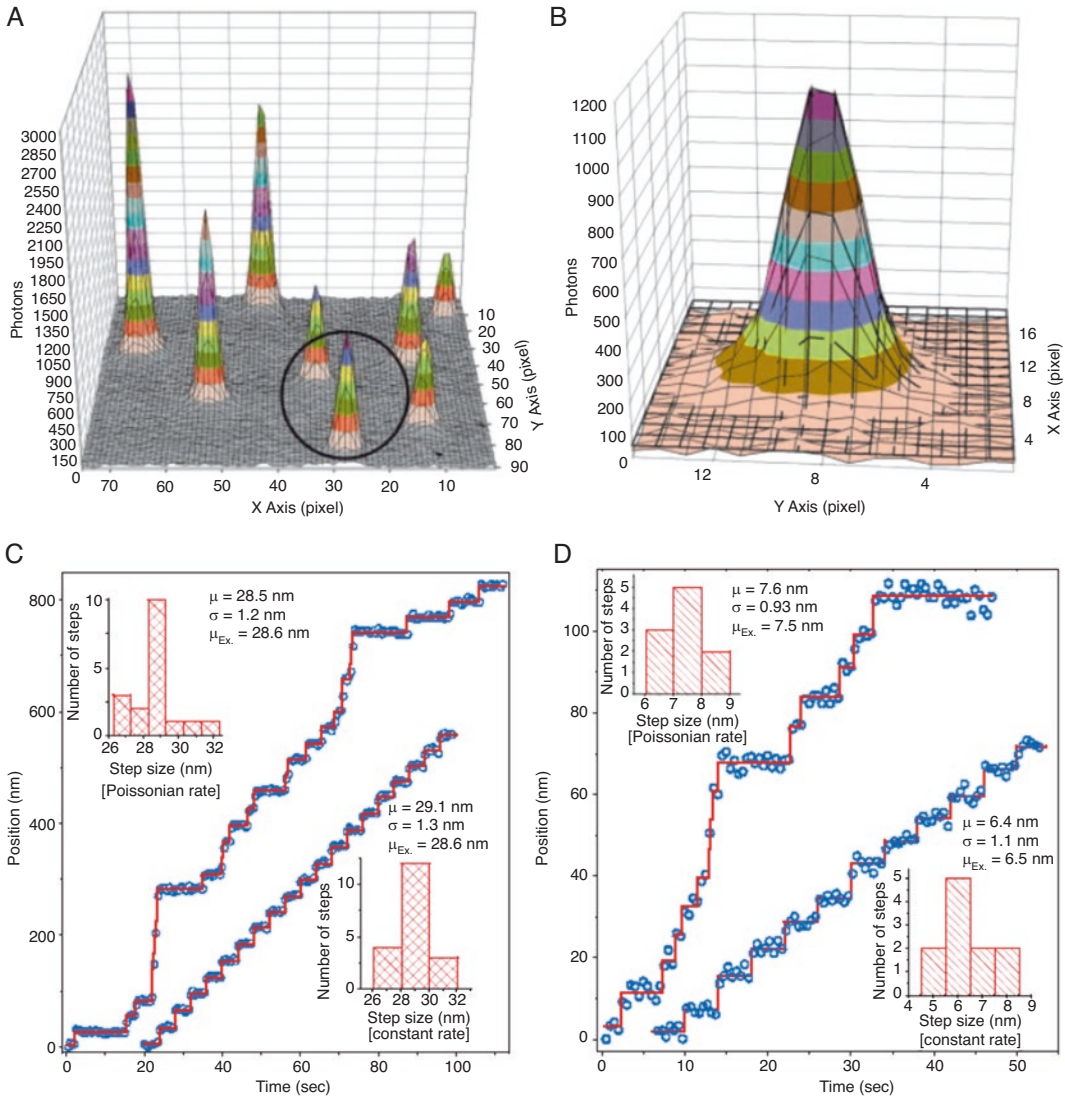 A
3000
2850
2700
2550
2400
2250
2100
1950
1800
1650
1500
1350
1200
1050
900
750
600
450
300
150
0
Photons
70
60
50
40
30
20
10
X Axis (pixel)
10
20
30
40
50
60
70
80
90
Y Axis (pixel)
B
1200
1100
1000
900
800
700
600
500
400
300
200
100
0
Photons
12
8
4
Y Axis (pixel)
16
12
8
4
X Axis (pixel)
C
800
600
400
200
0
Position (nm)
0
20
40
60
80
100
Time (sec)
10
5
0
Number of steps
26 28 30 32
Step size (nm)
[Poissonian rate]
μ = 28.5 nm
σ = 1.2 nm
μEx. = 28.6 nm
μ = 29.1 nm
σ = 1.3 nm
μEx. = 28.6 nm
10
5
0
Number of steps
26 28 30 32
Step size (nm)
[constant rate]
D
100
80
60
40
20
0
Position (nm)
0
10
20
30
40
50
Time (sec)
5
4
3
2
1
0
Number of steps
6 7 8 9
Step size (nm)
[Poissonian rate]
μ = 7.6 nm
σ = 0.93 nm
μEx. = 7.5 nm
μ = 6.4 nm
σ = 1.1 nm
μEx. = 6.5 nm
5
4
3
2
1
0
Number of steps
4 5 6 7 8 9
Step size (nm)
[constant rate]